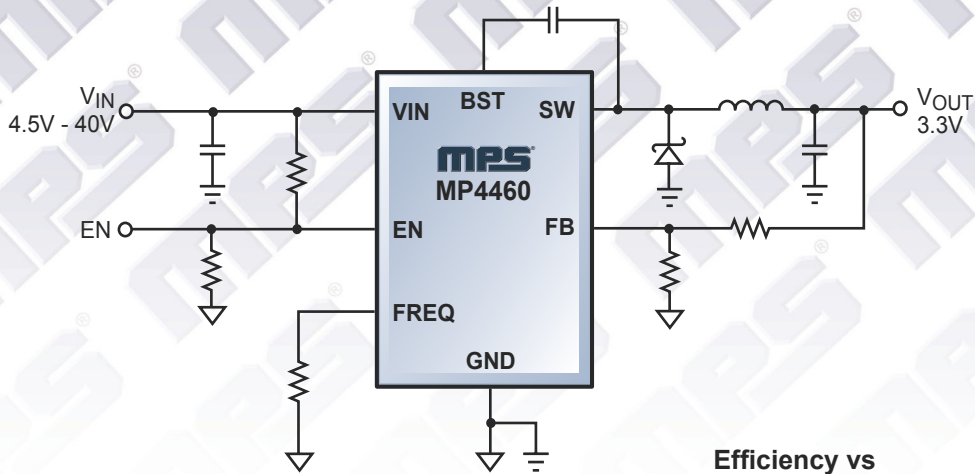 VIN
4.5V - 40V
EN
VIN
BST
SW
mps®
MP4460
EN
FB
FREQ
GND
VOUT
3.3V
Efficiency vs